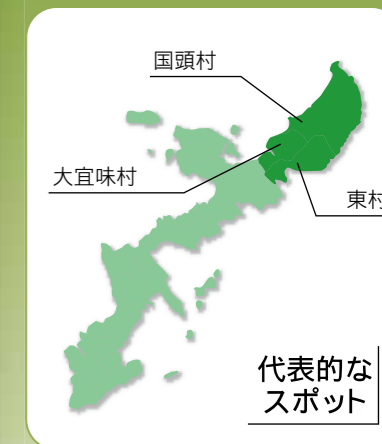 国頭村
大宜味村
東村
代表的な
スポット